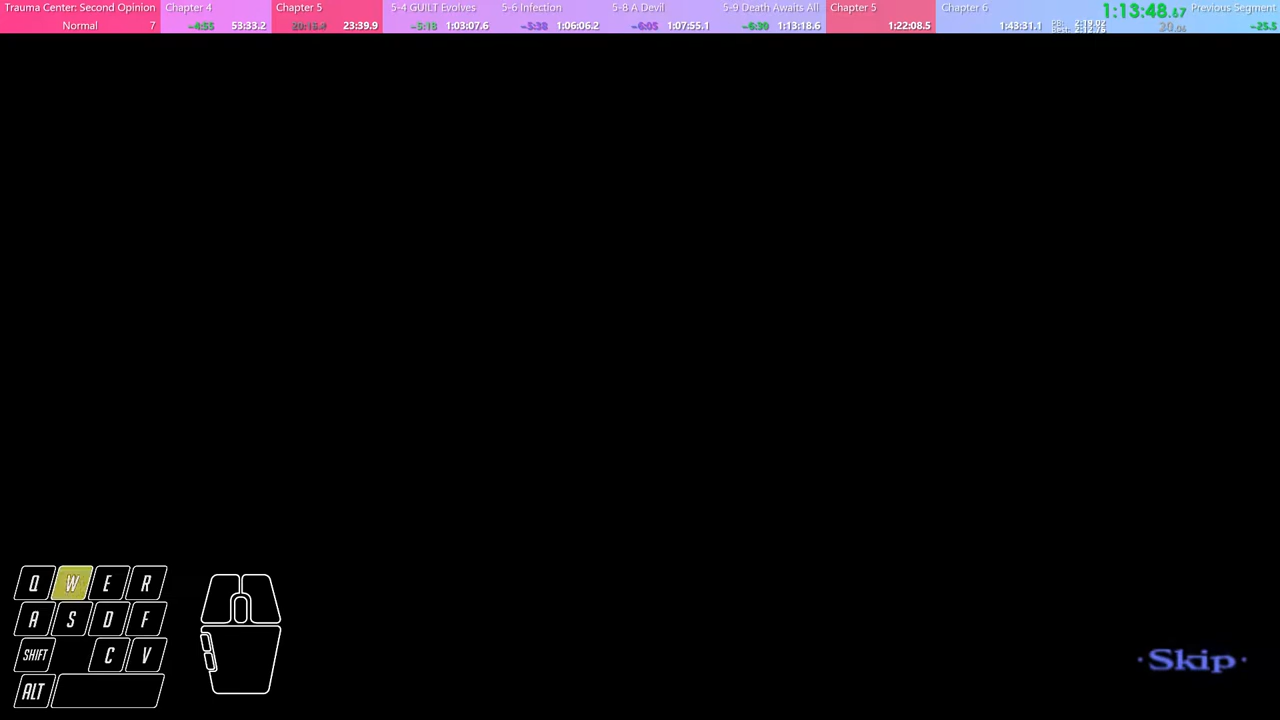 Trauma Center: Second Opinion
Normal 7
Chapter 4
-4:55 53:33.2
Chapter 5
23:39.9
5-4 GUILT Evolves
-5:18 1:03:07.6
5-6 Infection
-5:38 1:06:06.2
5-8 A Devil
-6:05 1:07:55.1
5-9 Death Awaits All
-6:30 1:13:18.6
Chapter 5
1:22:08.5
Chapter 6
1:43:31.1
1:13:48.67
Previous Segment
-25.5
Q W E R
A S D F
SHIFT C V
ALT
·Skip·